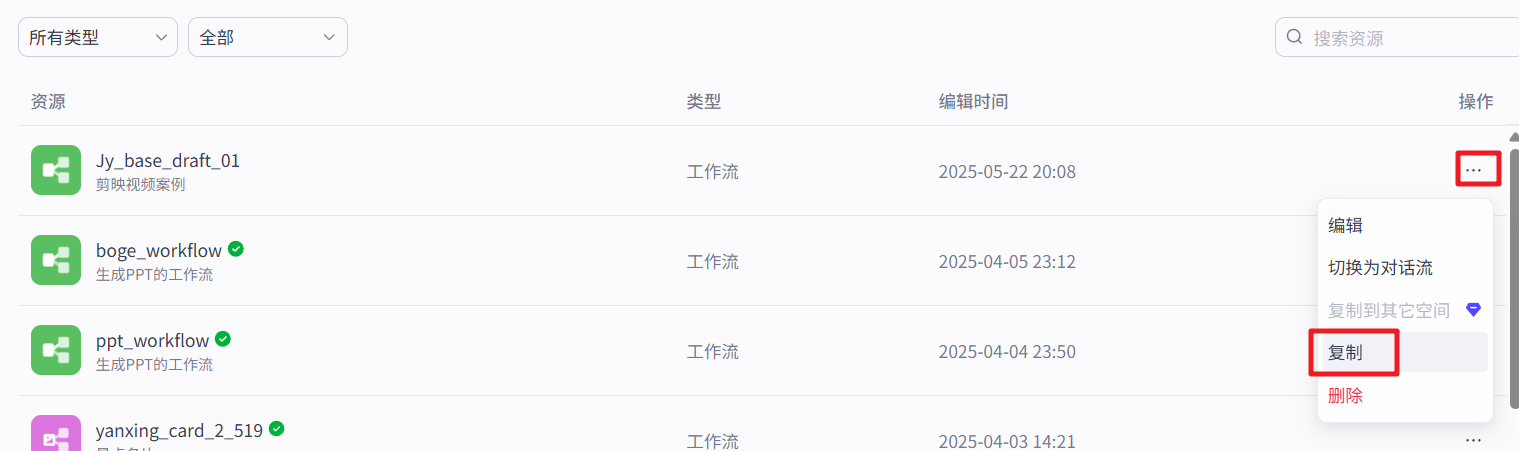 所有类型
全部
搜索资源
资源 类型 编辑时间 操作
Jy_base_draft_01
剪映视频案例
工作流 2025-05-22 20:08 ...
编辑
boge_workflow
生成PPT的工作流
工作流 2025-04-05 23:12
切换为对话流
复制到其它空间
ppt_workflow
生成PPT的工作流
工作流 2025-04-04 23:50
复制
删除
yanxing_card_2_519
工作流 2025-04-03 14:21 ...